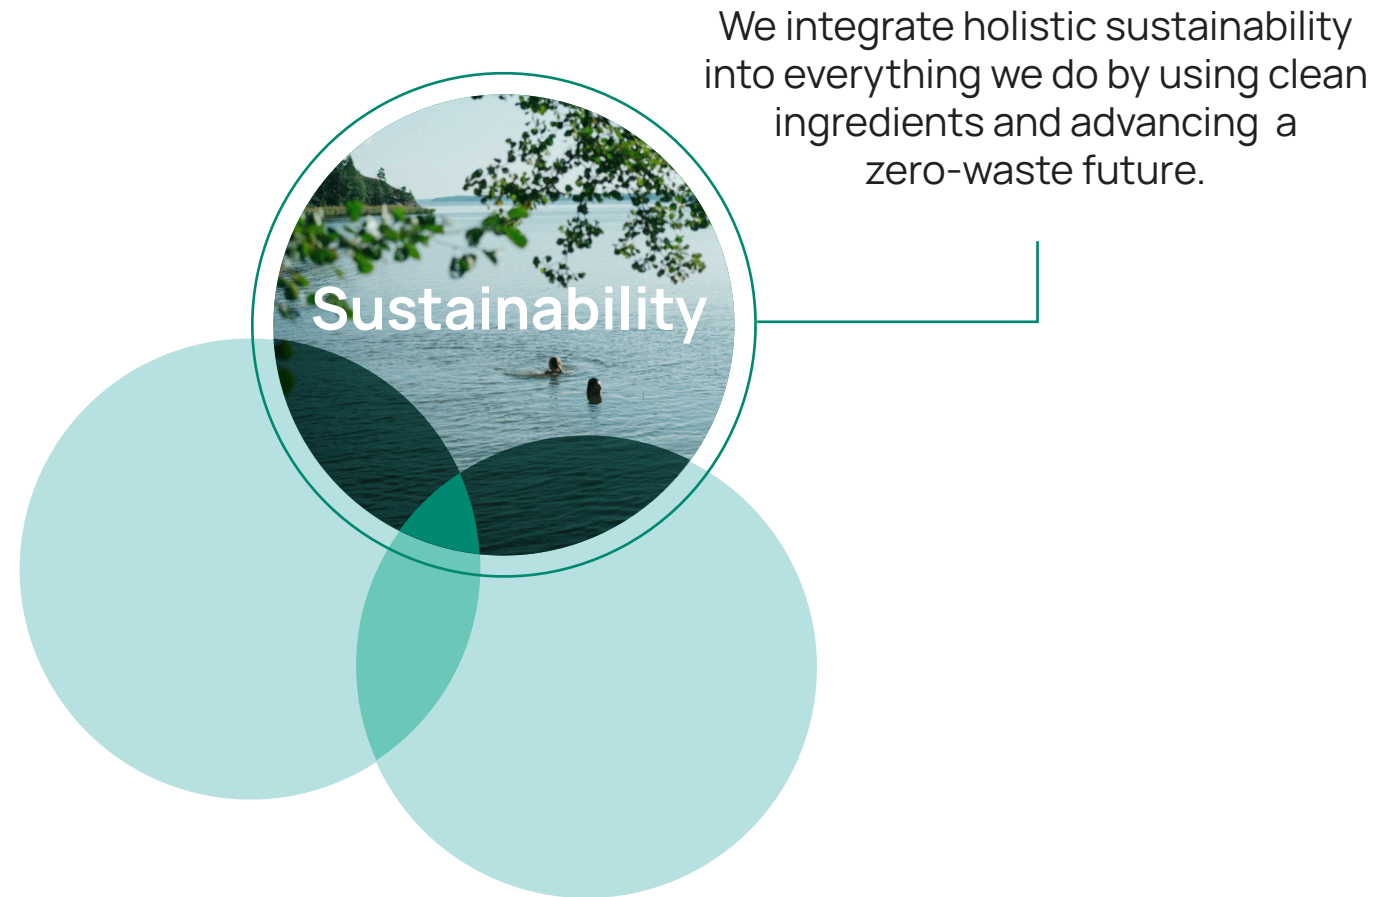 We integrate holistic sustainability
into everything we do by using clean
ingredients and advancing  a
zero-waste future.
Sustainability